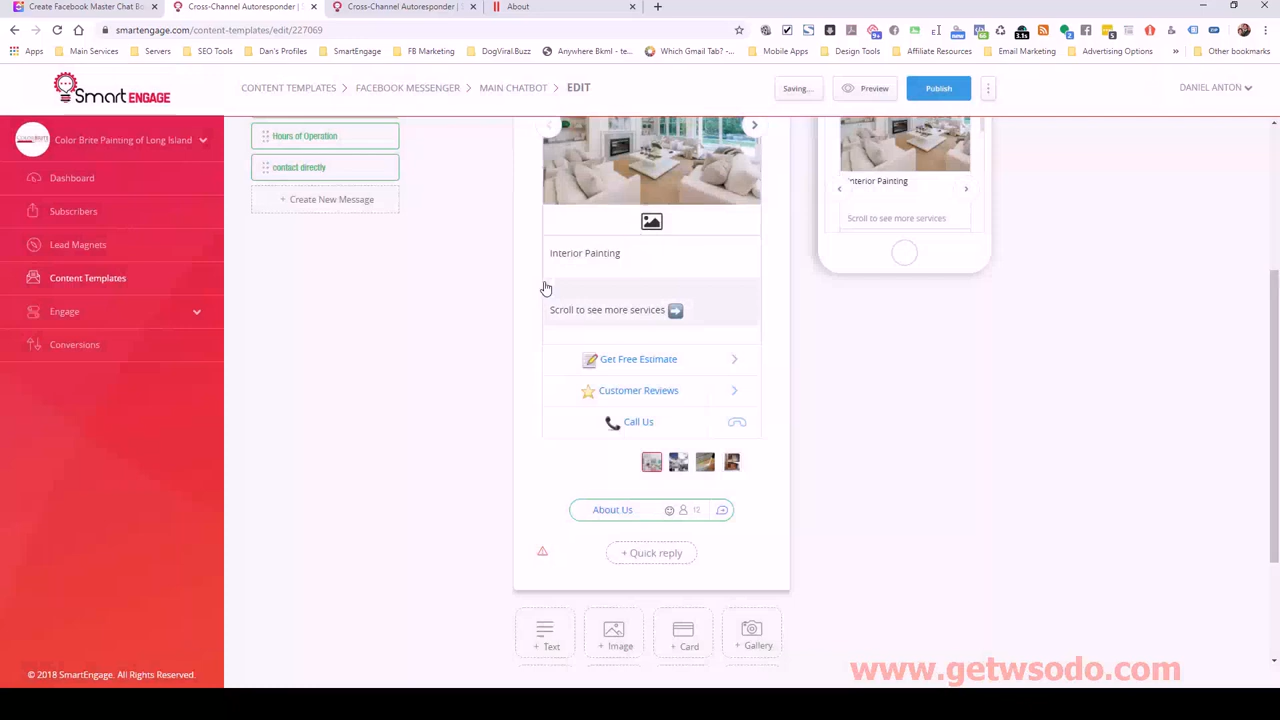 Create Facebook Master Chat Bo
Cross-Channel Autoresponder |
Cross-Channel Autoresponder |
About
smartengage.com/content-templates/edit/227069
Apps
Main Services
Servers
SEO Tools
Dan's Profiles
SmartEngage
FB Marketing
DogViral.Buzz
Anywhere Bkml - te...
Which Gmail Tab? -...
Mobile Apps
Design Tools
Affiliate Resources
Email Marketing
Advertising Options
Other bookmarks
Smart ENGAGE
CONTENT TEMPLATES
FACEBOOK MESSENGER
MAIN CHATBOT
EDIT
Saving...
Preview
Publish
DANIEL ANTON
Color Brite Painting of Long Island
Dashboard
Subscribers
Lead Magnets
Content Templates
Engage
Conversions
Hours of Operation
contact directly
+ Create New Message
Interior Painting
Scroll to see more services
Get Free Estimate
Customer Reviews
Call Us
About Us
12
+ Quick reply
+ Text
+ Image
+ Card
+ Gallery
Interior Painting
Scroll to see more services
© 2018 SmartEngage. All Rights Reserved.
www.getwsodo.com